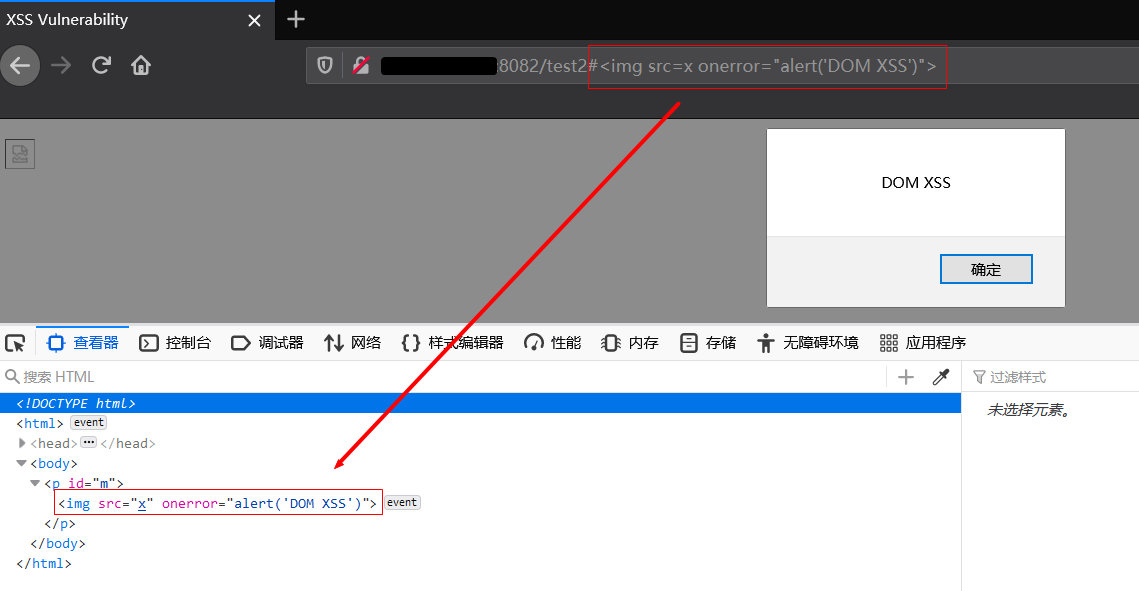 XSS Vulnerability
:8082/test2#<img src=x onerror="alert('DOM XSS')">
DOM XSS
确定
查看器 控制台 调试器 网络 样式编辑器 性能 内存 存储 无障碍环境 应用程序
搜索 HTML
过滤样式
<!DOCTYPE html>
未选择元素。
<html> event
<head> ••• </head>
<body>
<p id="m">
<img src="x" onerror="alert('DOM XSS')"> event
</p>
</body>
</html>